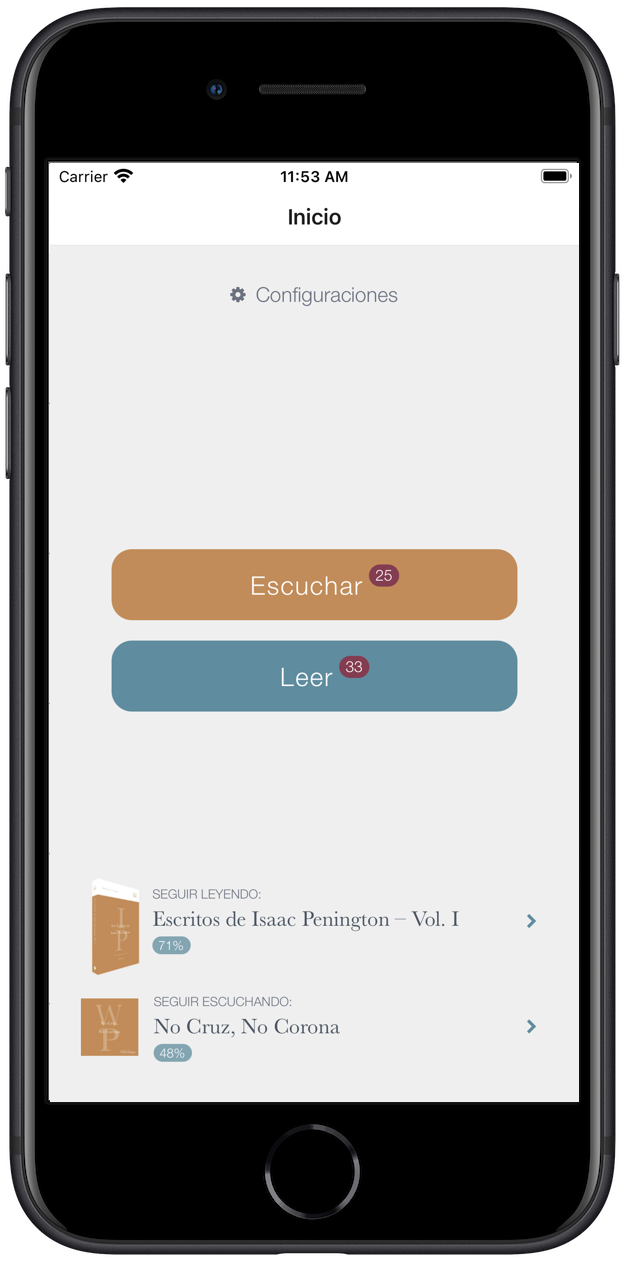 Carrier
11:53 AM
Inicio
Configuraciones
Escuchar 25
Leer 33
SEGUIR LEYENDO:
Escritos de Isaac Penington – Vol. I
71%
I
P
SEGUIR ESCUCHANDO:
No Cruz, No Corona
48%
W
P